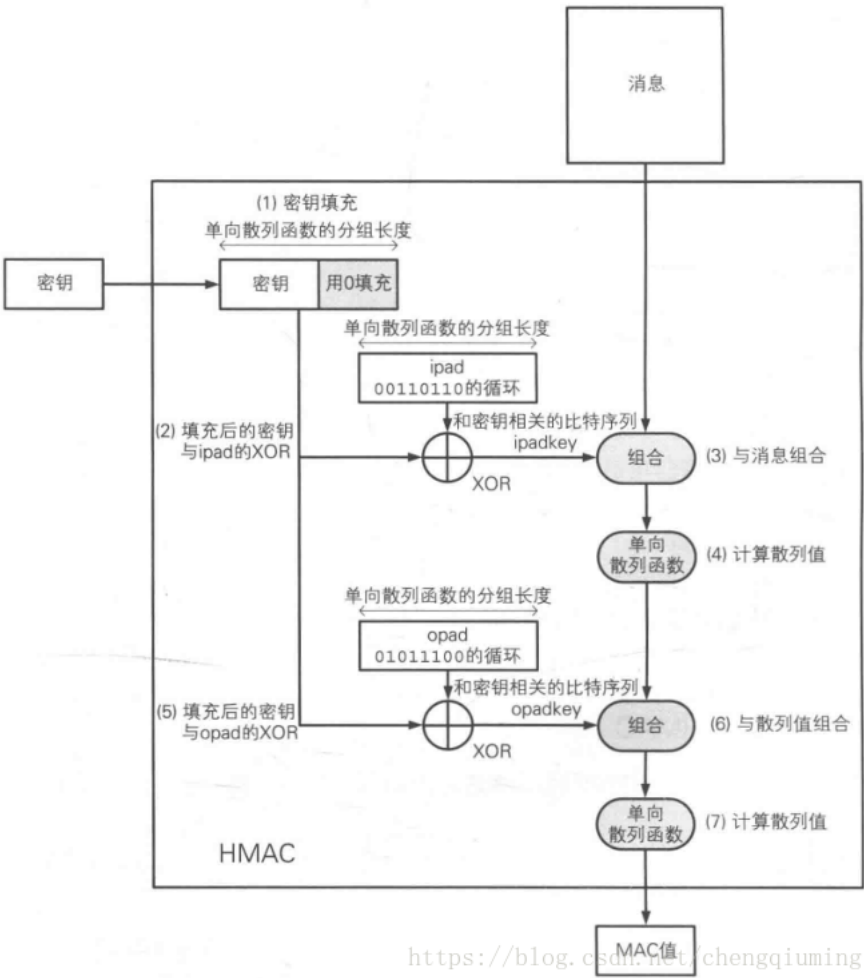 消息
(1) 密钥填充
单向散列函数的分组长度
密钥
密钥
用0填充
单向散列函数的分组长度
ipad
00110110的循环
(2) 填充后的密钥
与ipad的XOR
和密钥相关的比特序列
ipadkey
XOR
组合
(3) 与消息组合
单向
散列函数
(4) 计算散列值
单向散列函数的分组长度
opad
01011100的循环
(5) 填充后的密钥
与opad的XOR
和密钥相关的比特序列
opadkey
XOR
组合
(6) 与散列值组合
单向
散列函数
(7) 计算散列值
HMAC
MAC值
https://blog.csdn.net/chengqiuming